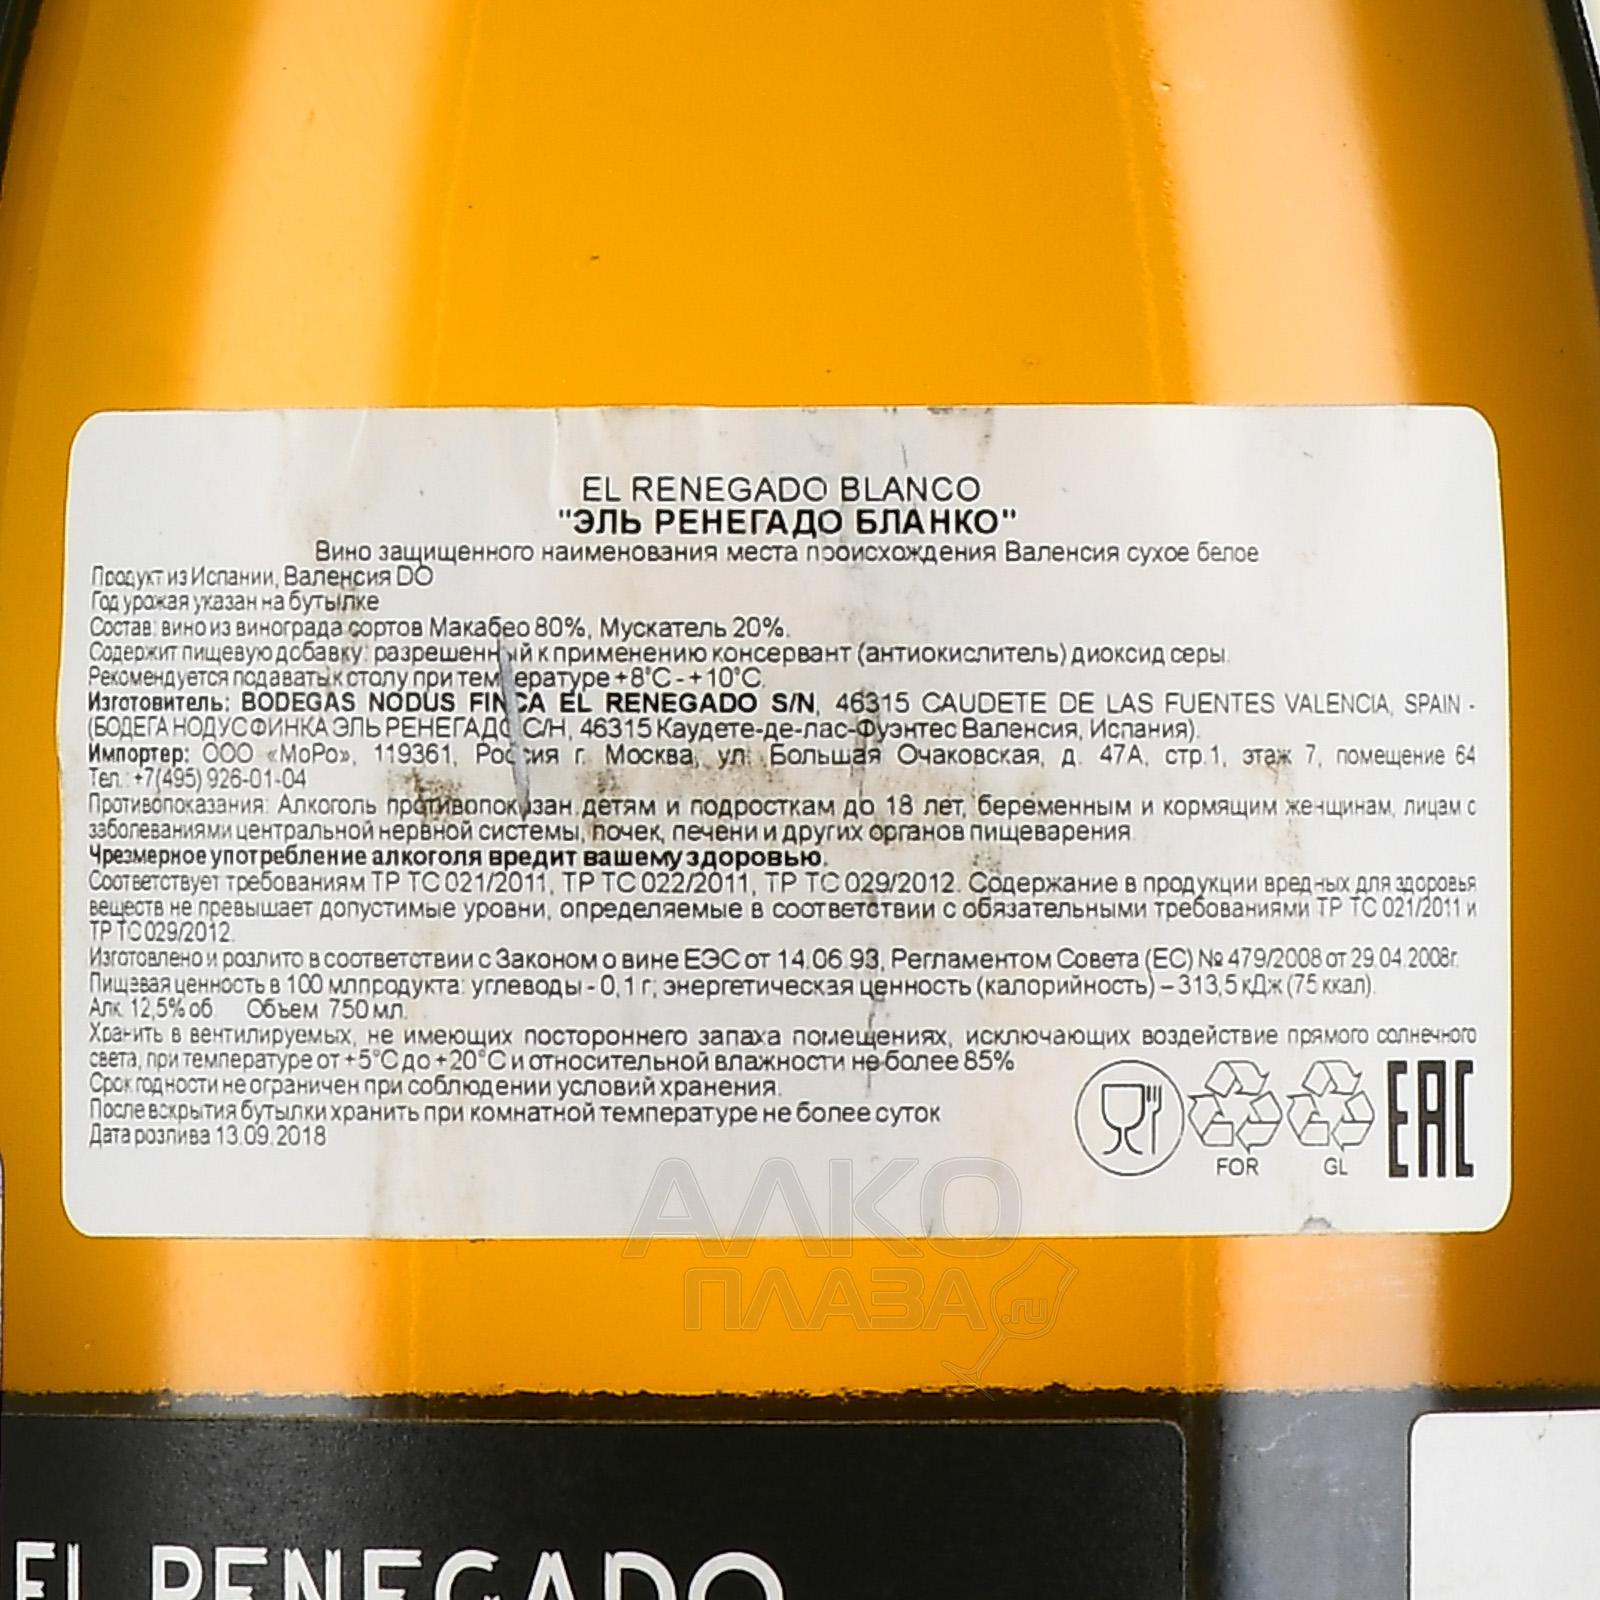 EL RENEGADO BLANCO
"ЭЛЬ РЕНЕГАДО БЛАНКО"
Вино защищенного наименования места происхождения Валенсия сухое белое
Продукт из Испании, Валенсия DO
Год урожая указан на бутылке
Состав: вино из винограда сортов Макабео 80%, Мускатель 20%.
Содержит пищевую добавку: разрешенный к применению консервант (антиокислитель) диоксид серы.
Рекомендуется подавать к столу при температуре +8°C - +10°C.
Изготовитель: BODEGAS NODUS FINCA EL RENEGADO S/N, 46315 CAUDETE DE LAS FUENTES VALENCIA, SPAIN -
(БОДЕГА НОДУС ФИНКА ЭЛЬ РЕНЕГАДО С/Н, 46315 Каудете-де-лас-Фуэнтес Валенсия, Испания).
Импортер: ООО «МоРо», 119361, Россия г. Москва, ул. Большая Очаковская, д. 47А, стр.1, этаж 7, помещение 64
Тел.: +7(495) 926-01-04
Противопоказания: Алкоголь противопоказан детям и подросткам до 18 лет, беременным и кормящим женщинам, лицам с
заболеваниями центральной нервной системы, почек, печени и других органов пищеварения.
Чрезмерное употребление алкоголя вредит вашему здоровью.
Соответствует требованиям ТР ТС 021/2011, ТР ТС 022/2011, ТР ТС 029/2012. Содержание в продукции вредных для здоровья
веществ не превышает допустимые уровни, определяемые в соответствии с обязательными требованиями ТР ТС 021/2011 и
ТР ТС 029/2012.
Изготовлено и розлито в соответствии с Законом о вине ЕЭС от 14.06.93, Регламентом Совета (ЕС) № 479/2008 от 29.04.2008г.
Пищевая ценность в 100 мл продукта: углеводы - 0,1 г; энергетическая ценность (калорийность) – 313,5 кДж (75 ккал).
Алк. 12,5% об. Объем 750 мл.
Хранить в вентилируемых, не имеющих постороннего запаха помещениях, исключающих воздействие прямого солнечного
света, при температуре от +5°C до +20°C и относительной влажности не более 85%
Срок годности не ограничен при соблюдении условий хранения.
После вскрытия бутылки хранить при комнатной температуре не более суток
Дата розлива 13.09.2018
FOR
GL
EAC
АЛКО
ПЛАЗА
.ru
EL RENEGADO